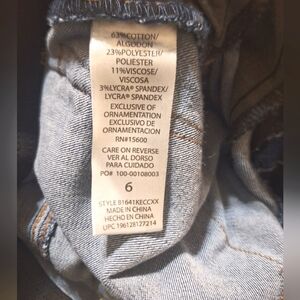 63%COTTON/
ALGODON
23%POLYESTER/
POLIESTER
11%VISCOSE/
VISCOSA
3%LYCRA® SPANDEX/
LYCRA® SPANDEX
EXCLUSIVE OF
ORNAMENTATION
EXCLUSIVO DE
ORNAMENTACION
RN#15600
CARE ON REVERSE
VER AL DORSO
PARA CUIDADO
PO# 100-00108003
6
STYLE 81641KECCXX
MADE IN CHINA
HECHO EN CHINA
UPC 196128127214